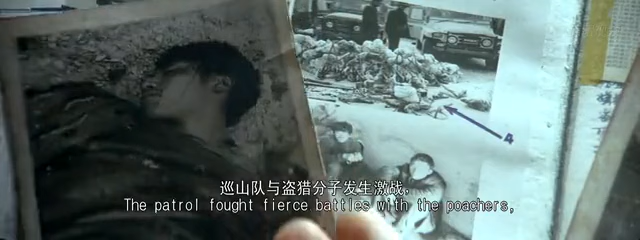 4
巡山队与盗猎分子发生激战，
The patrol fought fierce battles with the poachers,